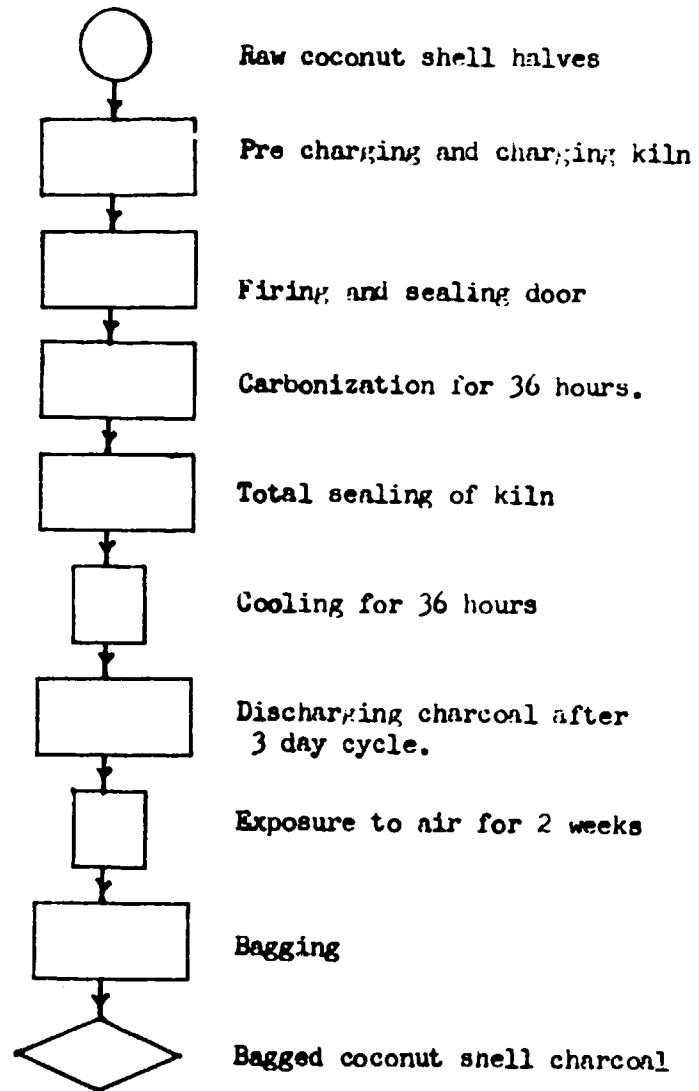 Raw coconut shell halves
Pre charging and charging kiln
Firing and sealing door
Carbonization for 36 hours.
Total sealing of kiln
Cooling for 36 hours
Discharging charcoal after
3 day cycle.
Exposure to air for 2 weeks
Bagging
Bagged coconut shell charcoal